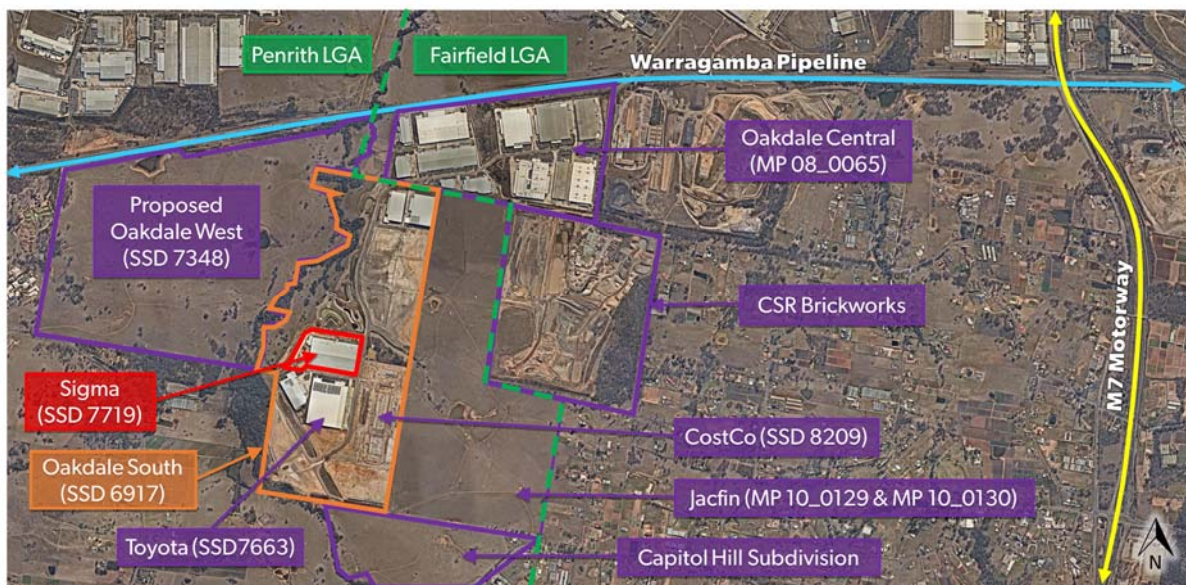 Penrith LGA
Fairfield LGA
Warragamba Pipeline
Oakdale Central
(MP 08_0065)
Proposed
Oakdale West
(SSD 7348)
CSR Brickworks
M7 Motorway
Sigma
(SSD 7719)
CostCo (SSD 8209)
Oakdale South
(SSD 6917)
Jacfin (MP 10_0129 & MP 10_0130)
Toyota (SSD7663)
Capitol Hill Subdivision
N